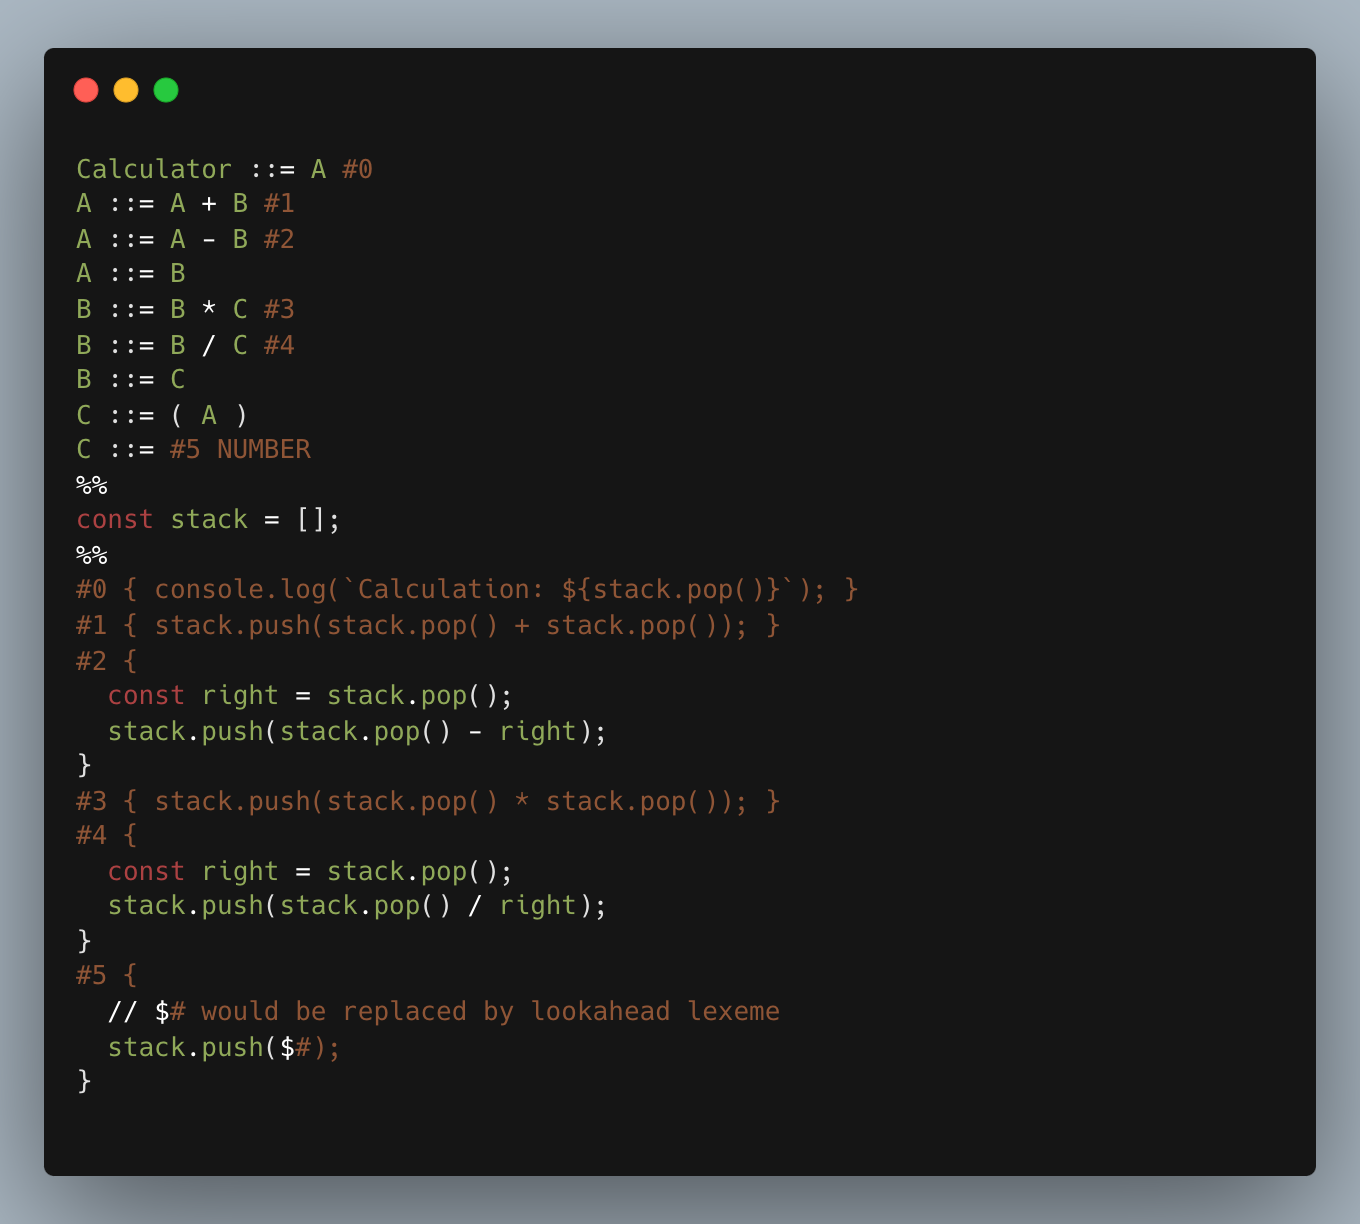 Calculator ::= A #0
A ::= A + B #1
A ::= A - B #2
A ::= B
B ::= B * C #3
B ::= B / C #4
B ::= C
C ::= ( A )
C ::= #5 NUMBER
%%
const stack = [];
%%
#0 { console.log(`Calculation: ${stack.pop()}`); }
#1 { stack.push(stack.pop() + stack.pop()); }
#2 {
  const right = stack.pop();
  stack.push(stack.pop() - right);
}
#3 { stack.push(stack.pop() * stack.pop()); }
#4 {
  const right = stack.pop();
  stack.push(stack.pop() / right);
}
#5 {
  // $# would be replaced by lookahead lexeme
  stack.push($#);
}